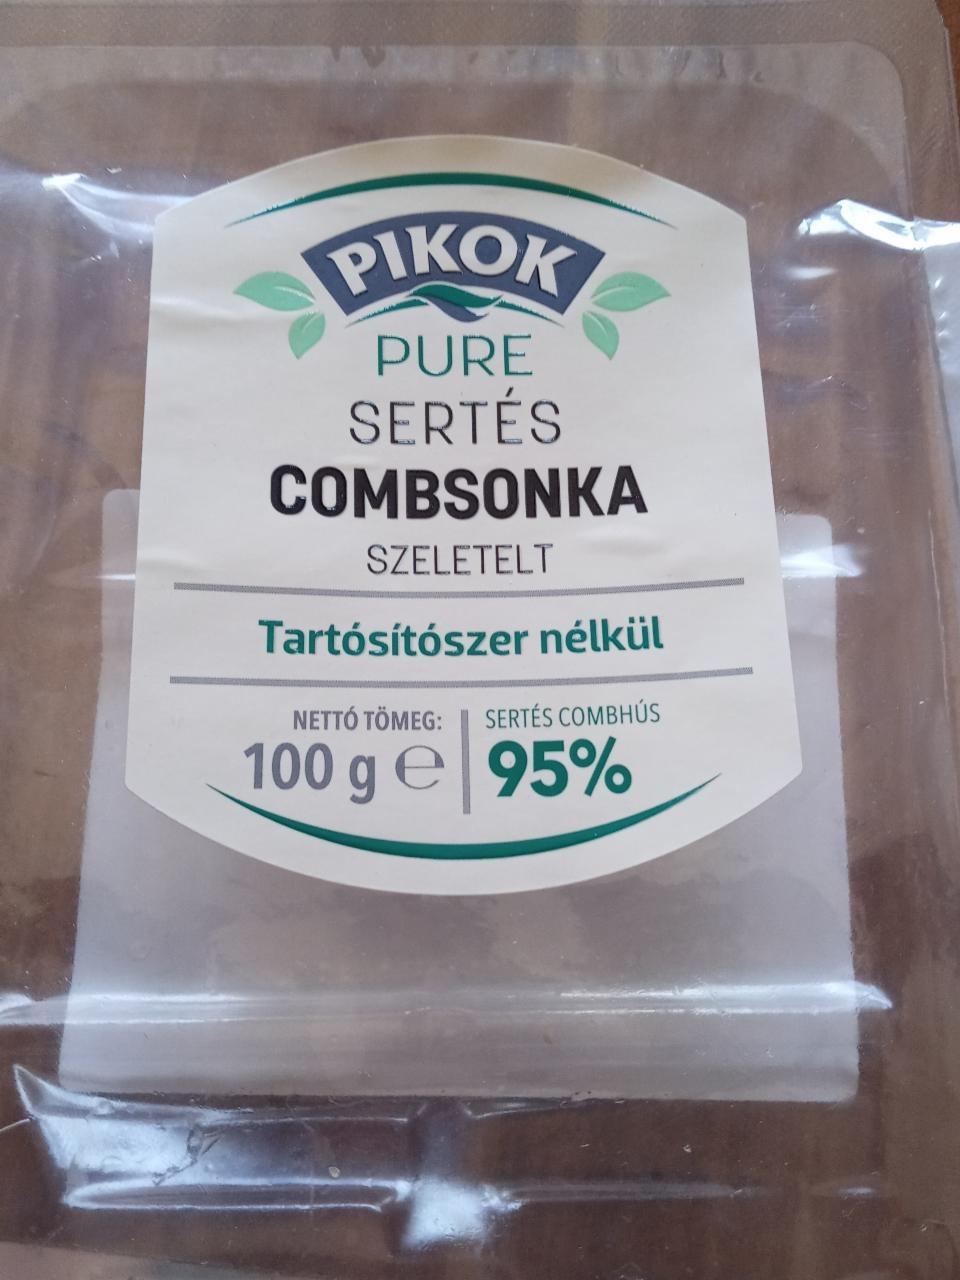 PIKOK
PURE
SERTÉS
COMBSONKA
SZELETELT
Tartósítószer nélkül
NETTÓ TÖMEG:
100 g ℮
SERTÉS COMBHÚS
95%